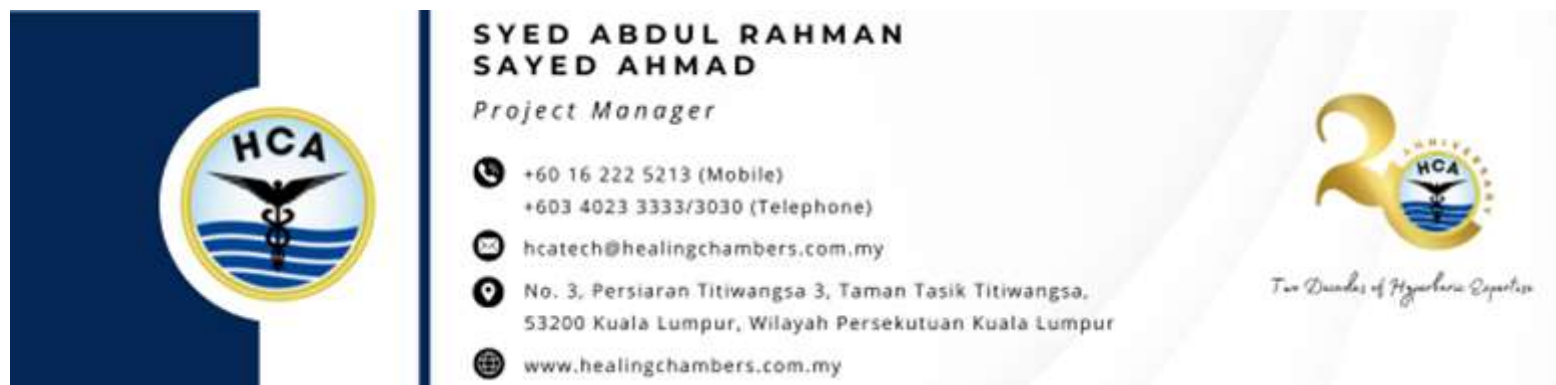 HCA
SYED ABDUL RAHMAN
SAYED AHMAD
Project Manager
+60 16 222 5213 (Mobile)
+603 4023 3333/3030 (Telephone)
hcatech@healingchambers.com.my
No. 3, Persiaran Titiwangsa 3, Taman Tasik Titiwangsa,
53200 Kuala Lumpur, Wilayah Persekutuan Kuala Lumpur
www.healingchambers.com.my
20
ANNIVERSARY
HCA
Two Decades of Hyperbaric Expertise